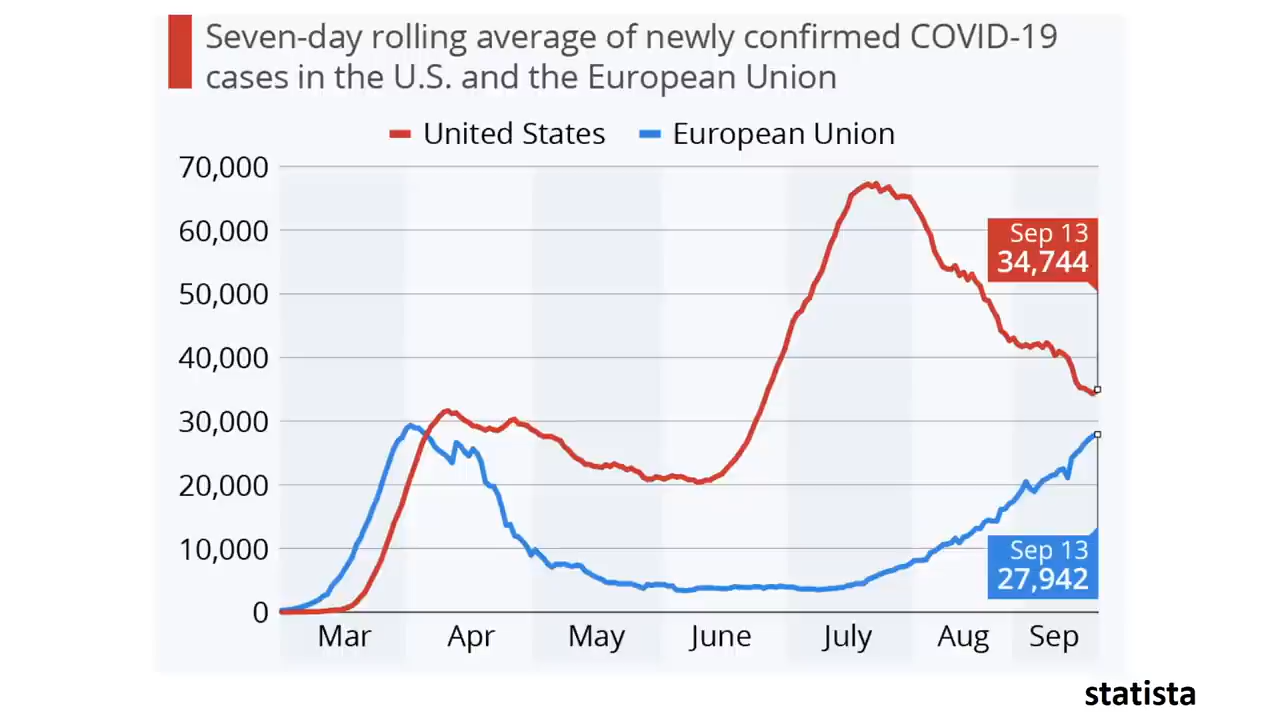 Seven-day rolling average of newly confirmed COVID-19
cases in the U.S. and the European Union
United States European Union
70,000
60,000
50,000
40,000
30,000
20,000
10,000
0
Sep 13
34,744
Sep 13
27,942
Mar Apr May June July Aug Sep
statista